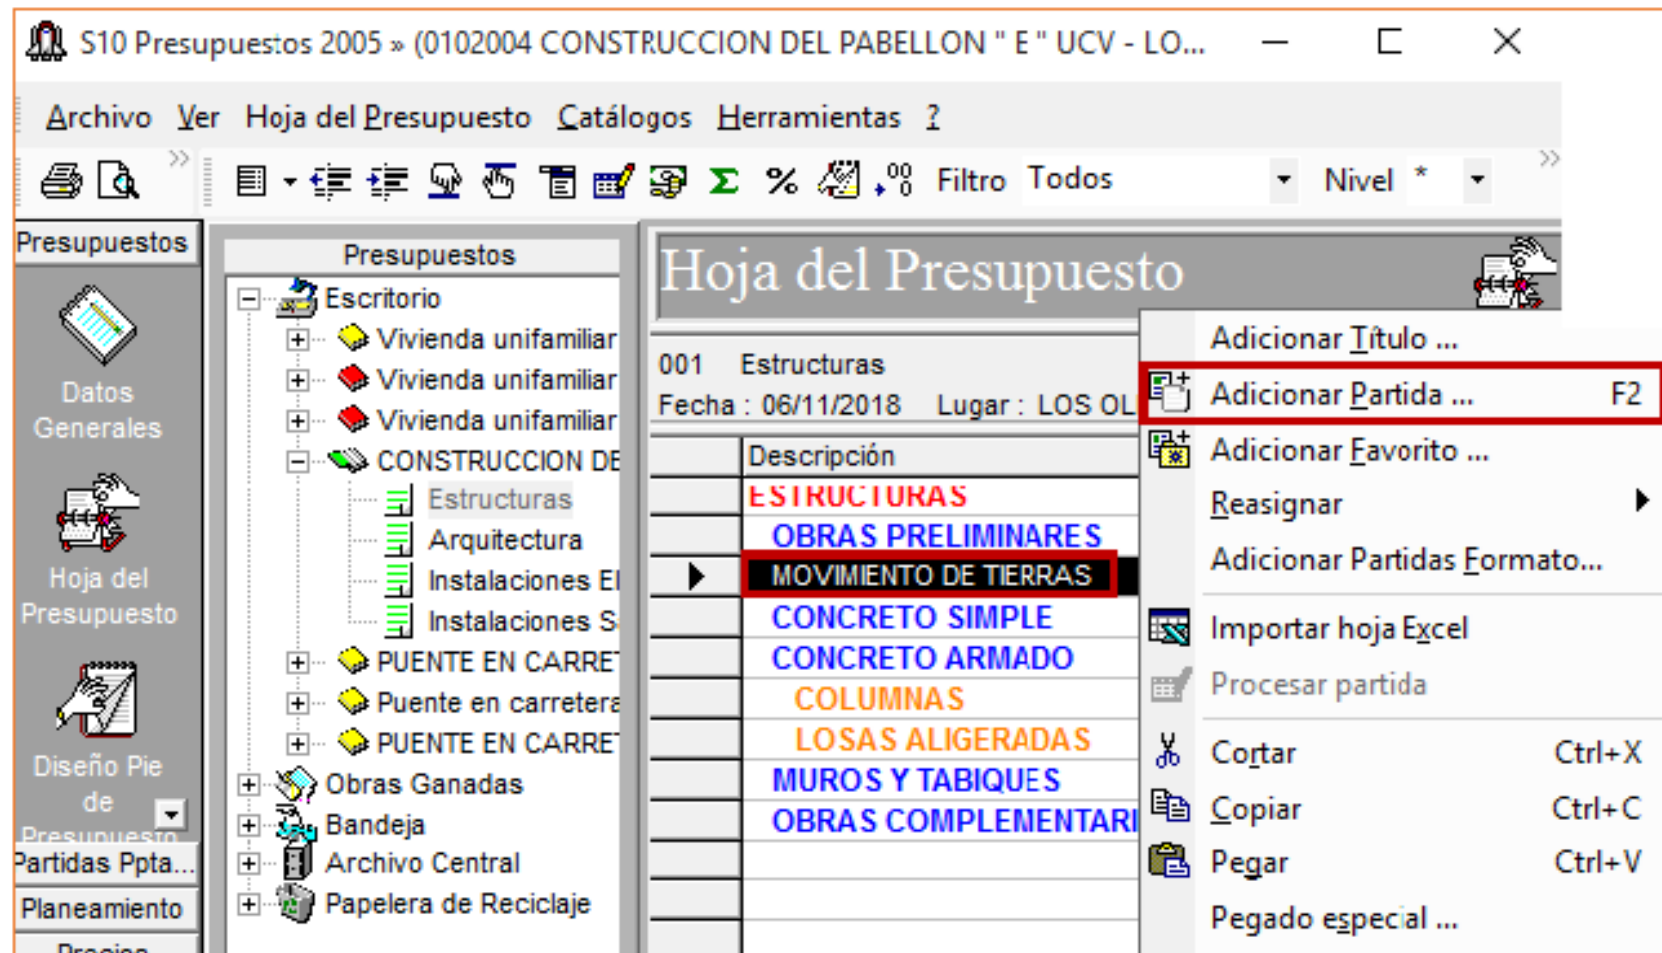 S10 Presupuestos 2005 » (0102004 CONSTRUCCION DEL PABELLON " E " UCV - LO...
Archivo Ver Hoja del Presupuesto Catálogos Herramientas ?
Filtro Todos Nivel *
Presupuestos
Datos
Generales
Hoja del
Presupuesto
Diseño Pie
de
Presupuesto
Partidas Ppta...
Planeamiento
Precios
Presupuestos
Escritorio
Vivienda unifamiliar
Vivienda unifamiliar
Vivienda unifamiliar
CONSTRUCCION DE
Estructuras
Arquitectura
Instalaciones El
Instalaciones S
PUENTE EN CARRET
Puente en carretera
PUENTE EN CARRET
Obras Ganadas
Bandeja
Archivo Central
Papelera de Reciclaje
Hoja del Presupuesto
001 Estructuras
Fecha : 06/11/2018 Lugar : LOS OL
Descripción
ESTRUCTURAS
OBRAS PRELIMINARES
MOVIMIENTO DE TIERRAS
CONCRETO SIMPLE
CONCRETO ARMADO
COLUMNAS
LOSAS ALIGERADAS
MUROS Y TABIQUES
OBRAS COMPLEMENTARI
Adicionar Título ...
Adicionar Partida ... F2
Adicionar Favorito ...
Reasignar
Adicionar Partidas Formato...
Importar hoja Excel
Procesar partida
Cortar Ctrl+X
Copiar Ctrl+C
Pegar Ctrl+V
Pegado especial ...